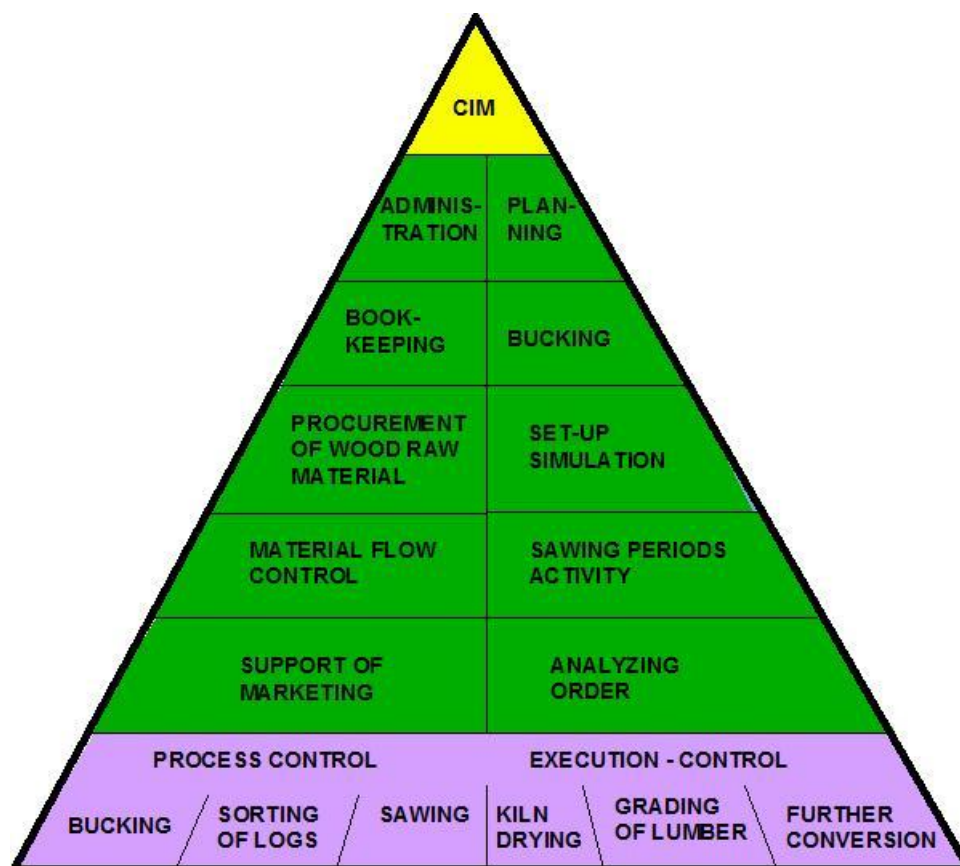 CIM
ADMINIS-
TRATION
PLAN-
NING
BOOK-
KEEPING
BUCKING
PROCUREMENT
OF WOOD RAW
MATERIAL
SET-UP
SIMULATION
MATERIAL FLOW
CONTROL
SAWING PERIODS
ACTIVITY
SUPPORT OF
MARKETING
ANALYZING
ORDER
PROCESS CONTROL
EXECUTION - CONTROL
BUCKING
SORTING
OF LOGS
SAWING
KILN
DRYING
GRADING
OF LUMBER
FURTHER
CONVERSION